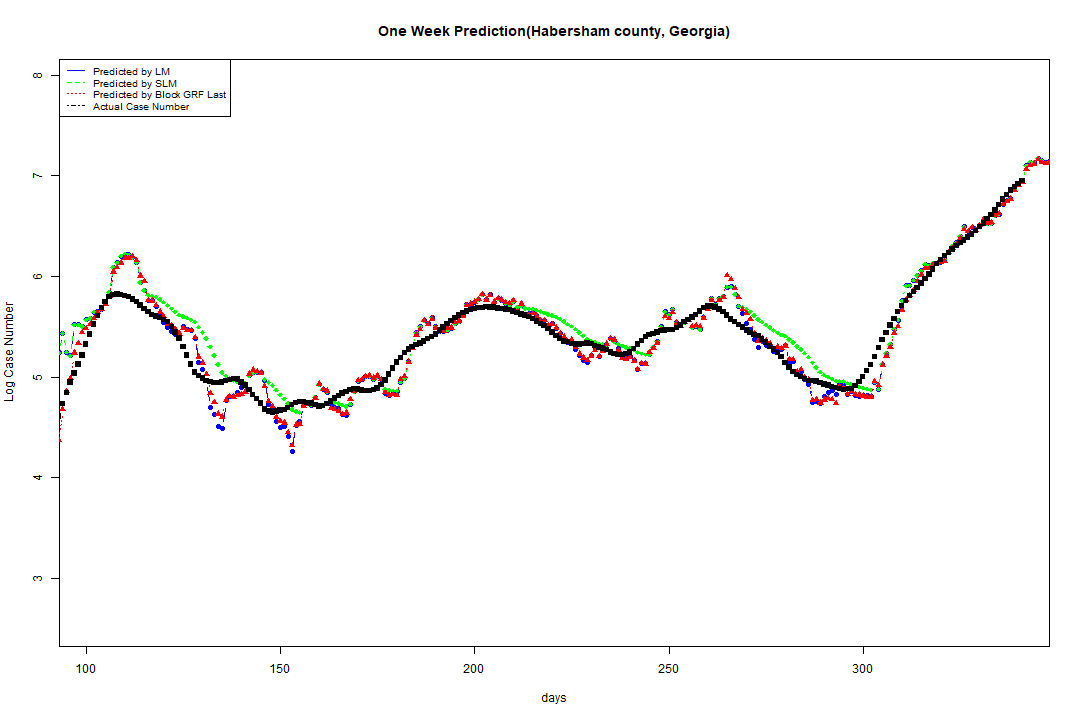 One Week Prediction(Habersham county, Georgia)
Predicted by LM
Predicted by SLM
Predicted by Block GRF Last
Actual Case Number
8
7
6
5
4
3
Log Case Number
100 150 200 250 300
days